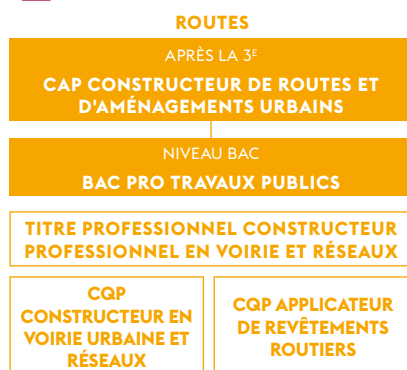 ROUTES
APRÈS LA 3E
CAP CONSTRUCTEUR DE ROUTES ET
D'AMÉNAGEMENTS URBAINS
NIVEAU BAC
BAC PRO TRAVAUX PUBLICS
TITRE PROFESSIONNEL CONSTRUCTEUR
PROFESSIONNEL EN VOIRIE ET RÉSEAUX
CQP
CONSTRUCTEUR EN
VOIRIE URBAINE ET
RÉSEAUX
CQP APPLICATEUR
DE REVÊTEMENTS
ROUTIERS